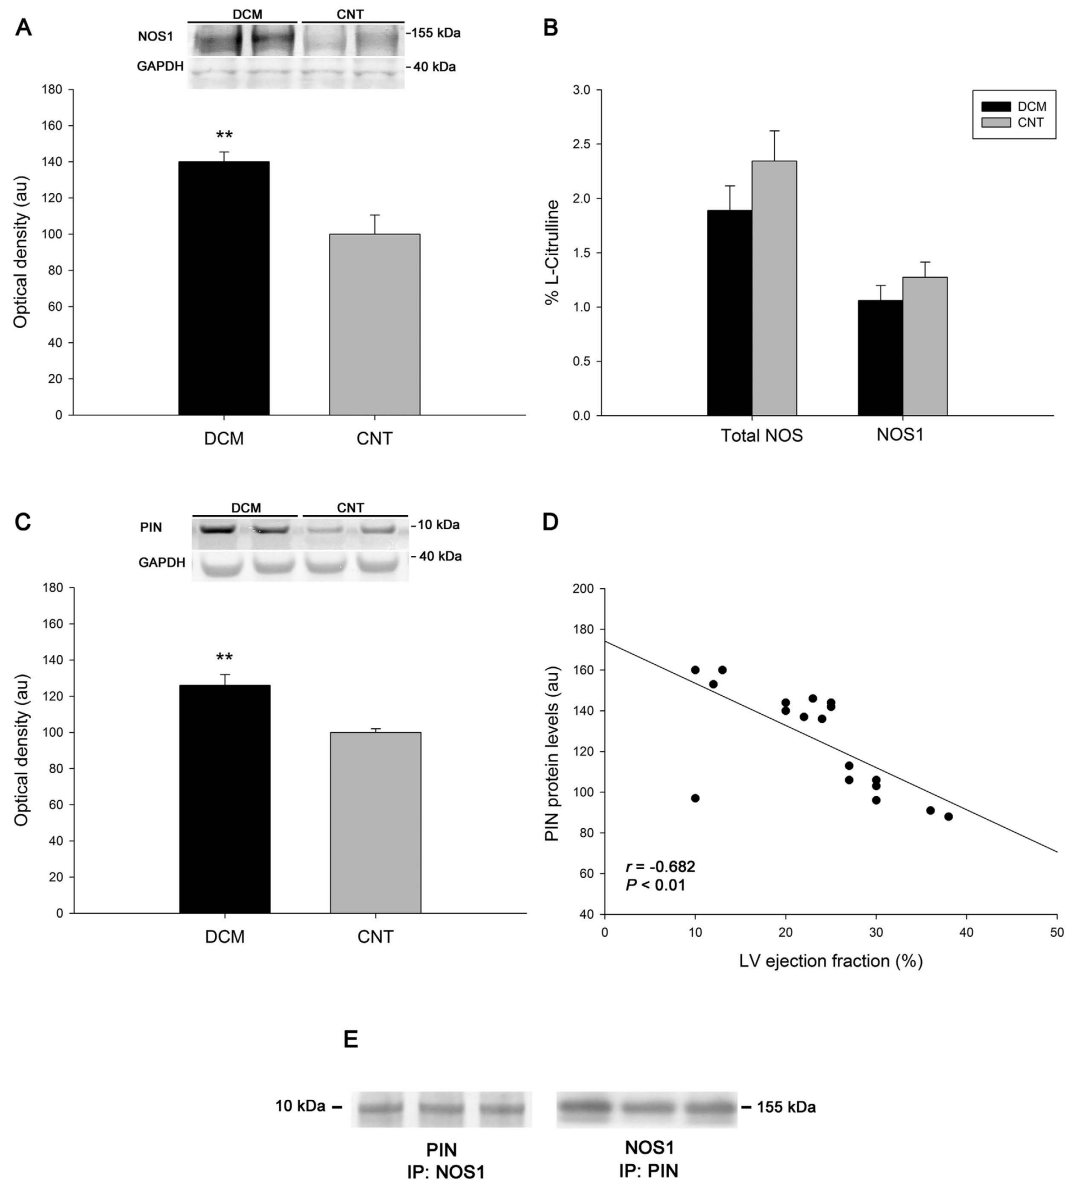 A
DCM CNT
NOS1 -155 kDa
GAPDH - 40 kDa
180
160
140
120
100
80
60
40
20
0
Optical density (au)
**
DCM CNT
B
3.0
2.5
2.0
1.5
1.0
0.5
0.0
% L-Citrulline
DCM
CNT
Total NOS NOS1
C
DCM CNT
PIN -10 kDa
GAPDH - 40 kDa
180
160
140
120
100
80
60
40
20
0
Optical density (au)
**
DCM CNT
D
200
180
160
140
120
100
80
60
40
PIN protein levels (au)
r = -0.682
P < 0.01
0 10 20 30 40 50
LV ejection fraction (%)
E
10 kDa – – 155 kDa
PIN NOS1
IP: NOS1 IP: PIN